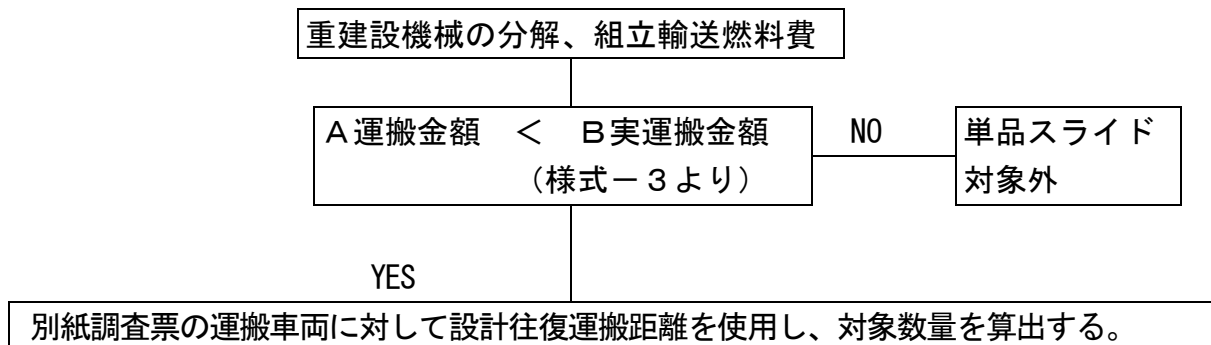 重建設機械の分解、組立輸送燃料費
A運搬金額 < B実運搬金額
(様式-3より)
NO
単品スライド
対象外
YES
別紙調査票の運搬車両に対して設計往復運搬距離を使用し、対象数量を算出する。